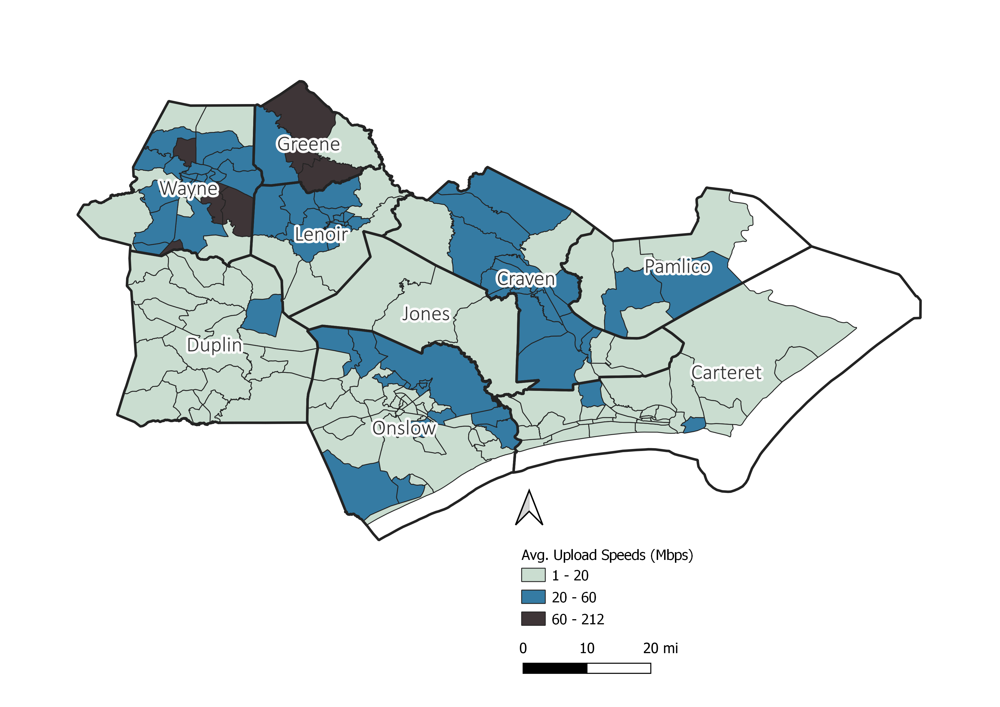 Greene
Wayne
Lenoir
Pamlico
Craven
Jones
Duplin
Carteret
Onslow
Avg. Upload Speeds (Mbps)
1 - 20
20 - 60
60 - 212
0 10 20 mi